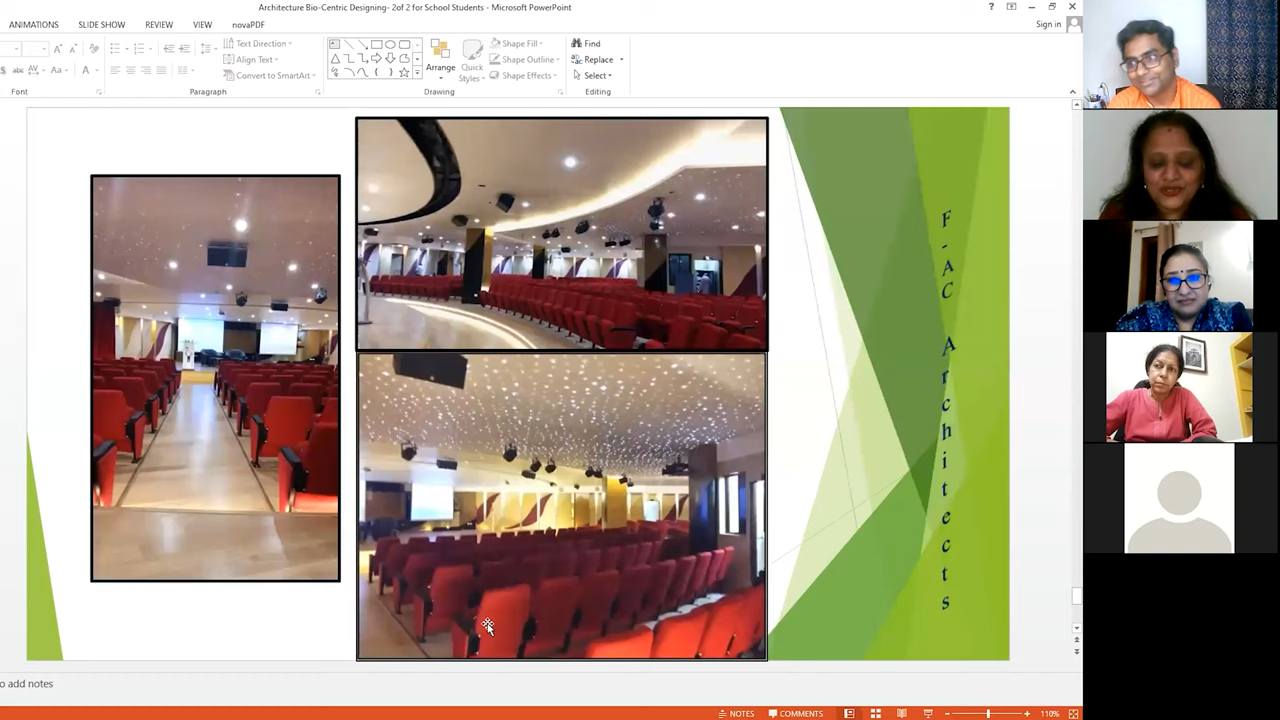 Architecture Bio-Centric Designing- 2of 2 for School Students - Microsoft PowerPoint
?
ANIMATIONS SLIDE SHOW REVIEW VIEW novaPDF
Sign in
Text Direction
Align Text
Convert to SmartArt
Arrange
Quick Styles
Shape Fill
Shape Outline
Shape Effects
Find
Replace
Select
Font Paragraph Drawing Editing
F-AC Architects
o add notes
NOTES COMMENTS 110%